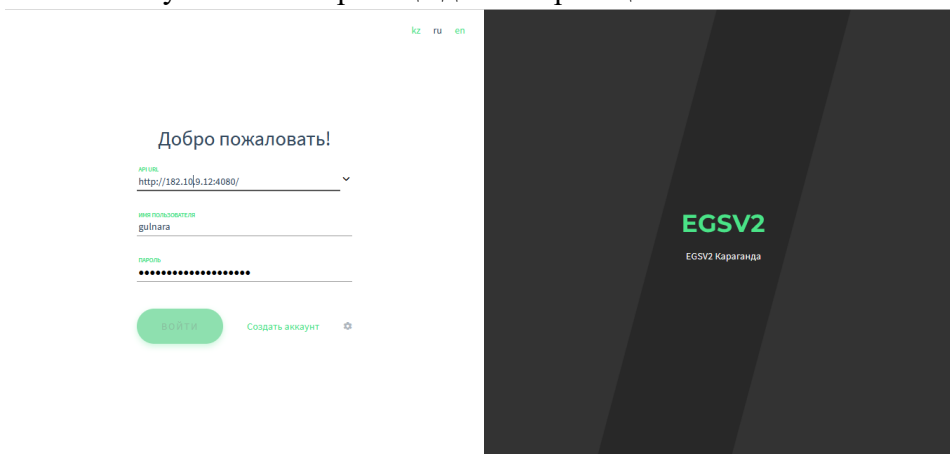 kz ru en
Добро пожаловать!
API URL
http://182.10.9.12:4080/
ИМЯ ПОЛЬЗОВАТЕЛЯ
gulnara
ПАРОЛЬ
ВОЙТИ
Создать аккаунт
EGSV2
EGSV2 Караганда